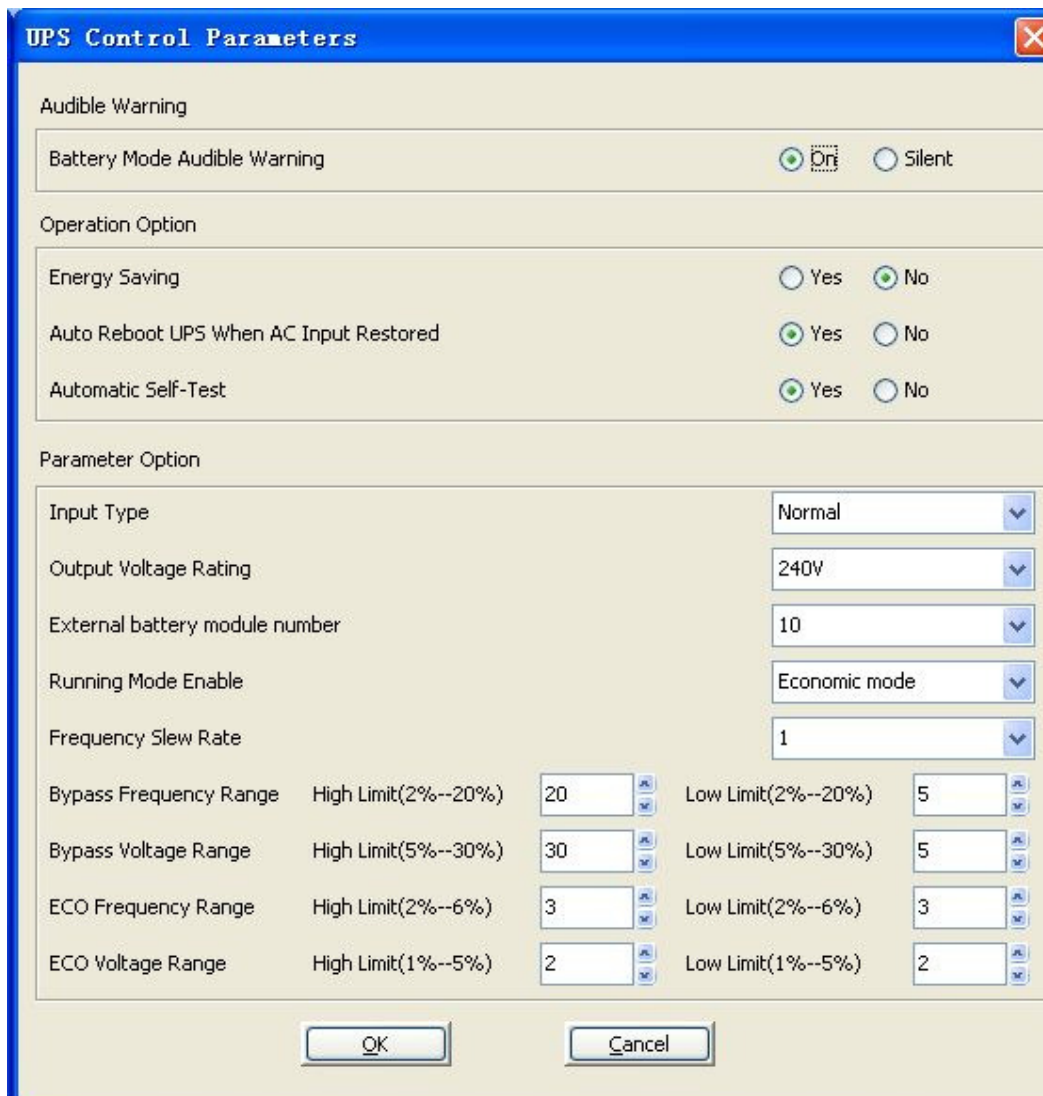 UPS Control Parameters
Audible Warning
Battery Mode Audible Warning On Silent
Operation Option
Energy Saving Yes No
Auto Reboot UPS When AC Input Restored Yes No
Automatic Self-Test Yes No
Parameter Option
Input Type Normal
Output Voltage Rating 240V
External battery module number 10
Running Mode Enable Economic mode
Frequency Slew Rate 1
Bypass Frequency Range High Limit(2%--20%) 20 Low Limit(2%--20%) 5
Bypass Voltage Range High Limit(5%--30%) 30 Low Limit(5%--30%) 5
ECO Frequency Range High Limit(2%--6%) 3 Low Limit(2%--6%) 3
ECO Voltage Range High Limit(1%--5%) 2 Low Limit(1%--5%) 2
OK Cancel